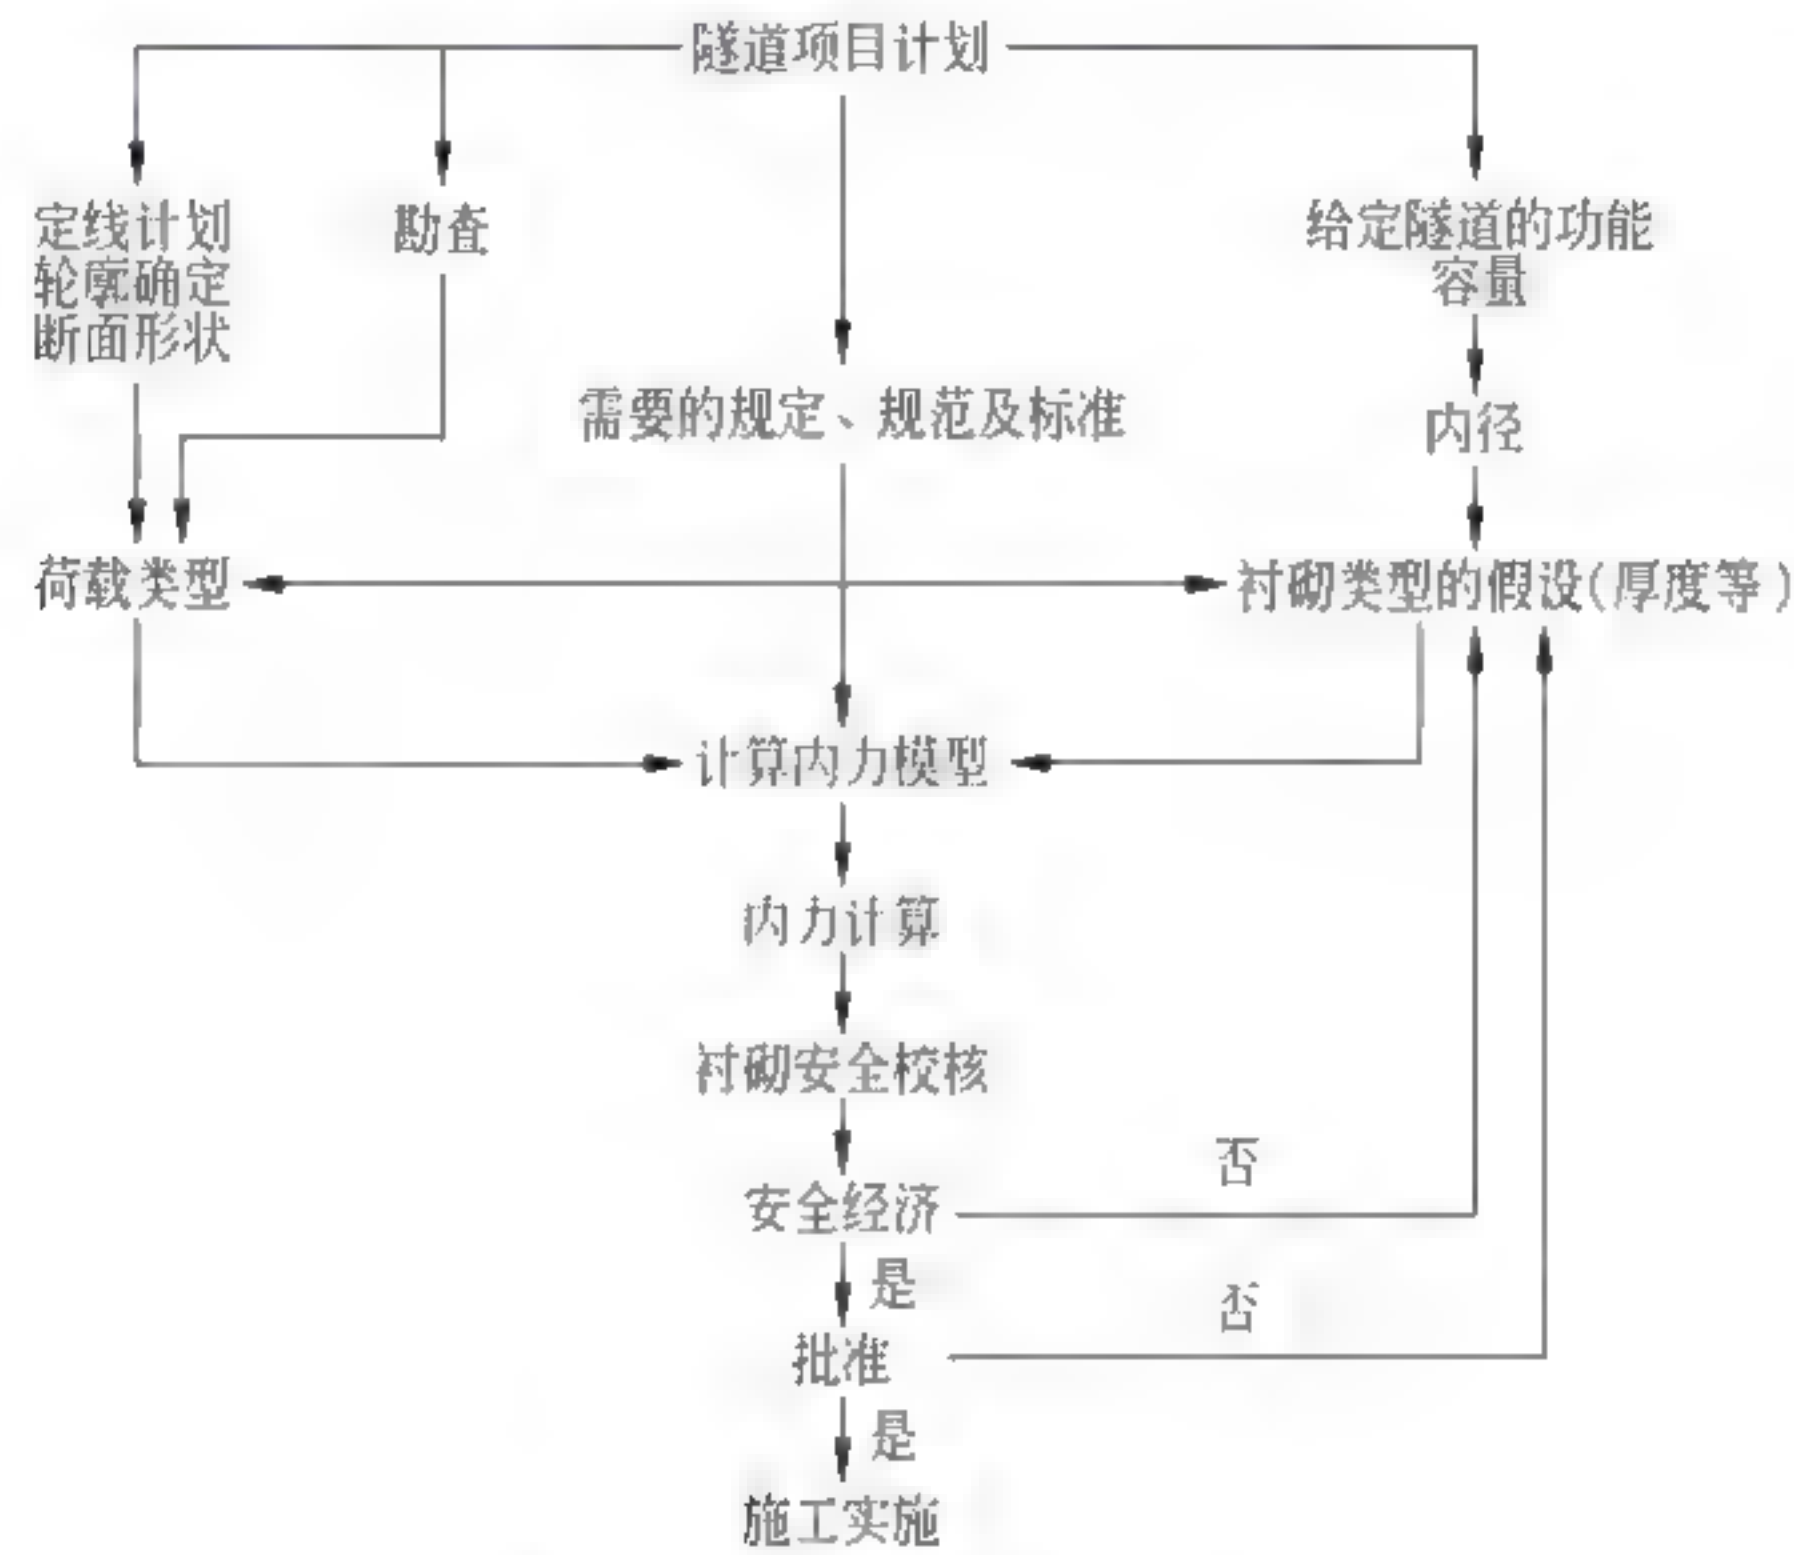 隧道项目计划
定线计划
轮廓确定
断面形状
勘查
给定隧道的功能
容量
需要的规定、规范及标准
内径
荷载类型
衬砌类型的假设(厚度等)
计算内力模型
内力计算
衬砌安全校核
否
安全经济
是
否
批准
是
施工实施